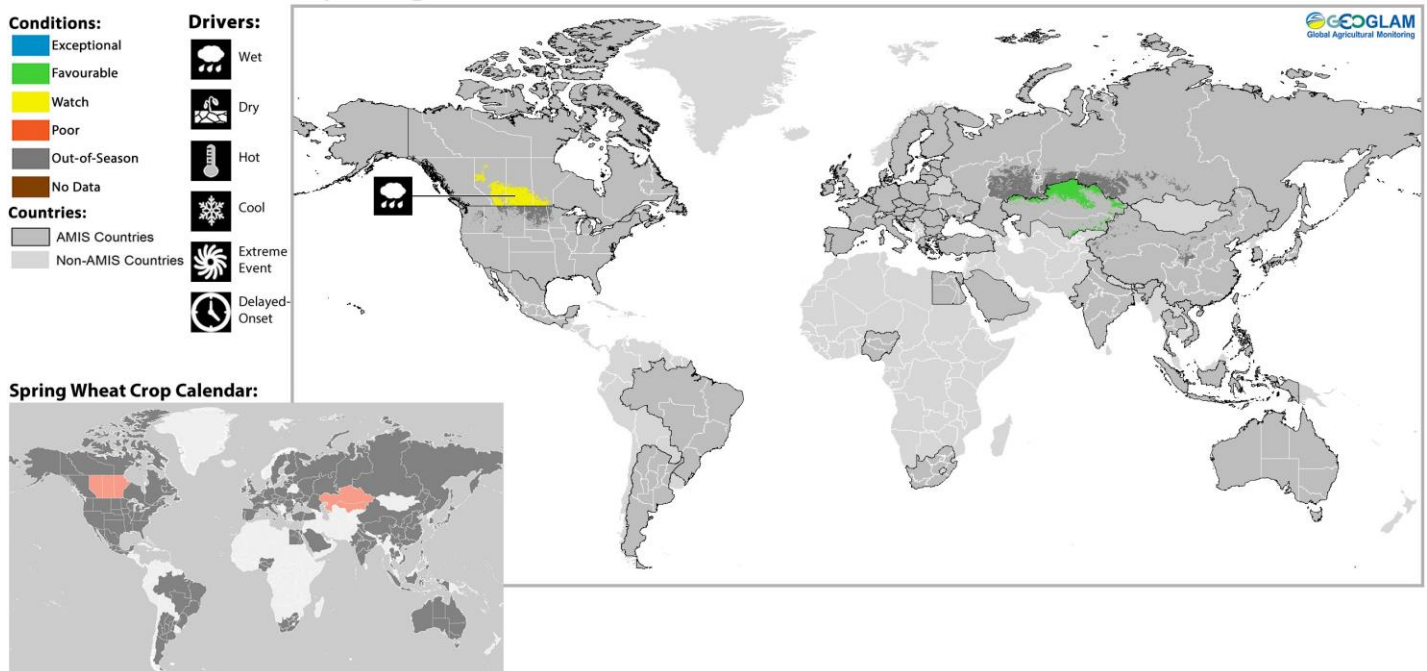 Conditions:
Exceptional
Favourable
Watch
Poor
Out-of-Season
No Data
Countries:
AMIS Countries
Non-AMIS Countries
Drivers:
Wet
Dry
Hot
Cool
Extreme
Event
Delayed-
Onset
GEOGLAM
Global Agricultural Monitoring
Spring Wheat Crop Calendar: